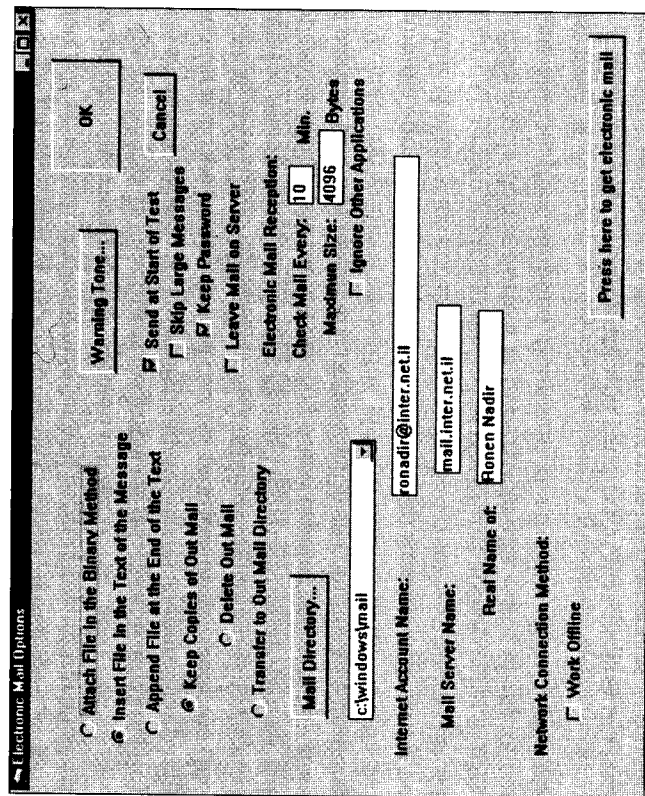 Electronic Mail Options
Attach File In the Binary Method
Insert File In the Text of the Message
Append File at the End of the Text
Keep Copies of Out Mail
Delete Out Mail
Transfer to Out Mail Directory
Mail Directory...
c:\windows\mail
Warning Tone...
OK
Send at Start of Test
Cancel
Skip Large Messages
Keep Password
Leave Mail on Server
Electronic Mail Reception:
Check Mail Every: 10 Min.
Maximum Size: 4096 Bytes
Ignore Other Applications
Internet Account Name: ronadir@inter.net.il
Mail Server Name: mail.inter.net.il
Real Name of: Ronen Nadir
Network Connection Method:
Work Offline
Press here to get electronic mail